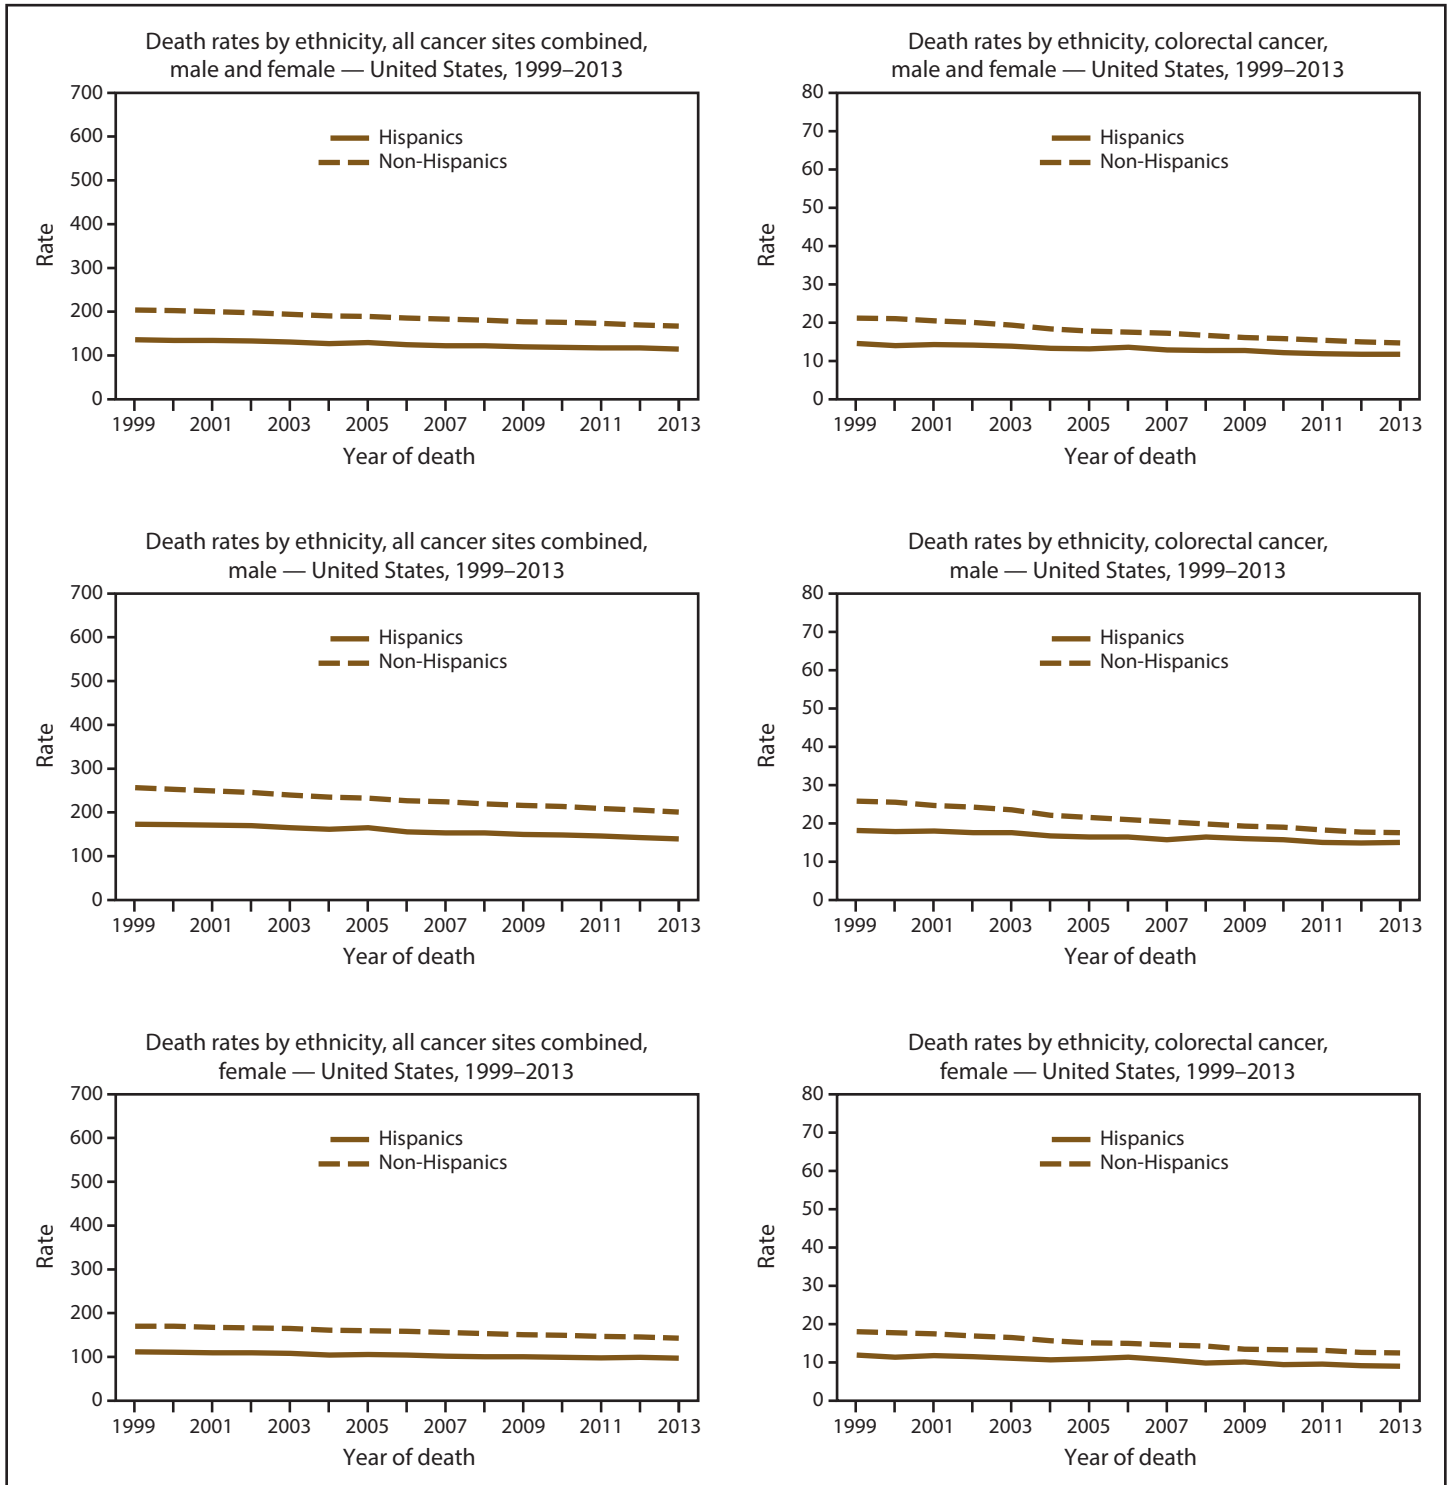 Death rates by ethnicity, all cancer sites combined,
male and female — United States, 1999–2013
700
600
500
400
300
200
100
0
Rate
Hispanics
Non-Hispanics
1999 2001 2003 2005 2007 2009 2011 2013
Year of death
Death rates by ethnicity, colorectal cancer,
male and female — United States, 1999–2013
80
70
60
50
40
30
20
10
0
Rate
Hispanics
Non-Hispanics
1999 2001 2003 2005 2007 2009 2011 2013
Year of death
Death rates by ethnicity, all cancer sites combined,
male — United States, 1999–2013
700
600
500
400
300
200
100
0
Rate
Hispanics
Non-Hispanics
1999 2001 2003 2005 2007 2009 2011 2013
Year of death
Death rates by ethnicity, colorectal cancer,
male — United States, 1999–2013
80
70
60
50
40
30
20
10
0
Rate
Hispanics
Non-Hispanics
1999 2001 2003 2005 2007 2009 2011 2013
Year of death
Death rates by ethnicity, all cancer sites combined,
female — United States, 1999–2013
700
600
500
400
300
200
100
0
Rate
Hispanics
Non-Hispanics
1999 2001 2003 2005 2007 2009 2011 2013
Year of death
Death rates by ethnicity, colorectal cancer,
female — United States, 1999–2013
80
70
60
50
40
30
20
10
0
Rate
Hispanics
Non-Hispanics
1999 2001 2003 2005 2007 2009 2011 2013
Year of death